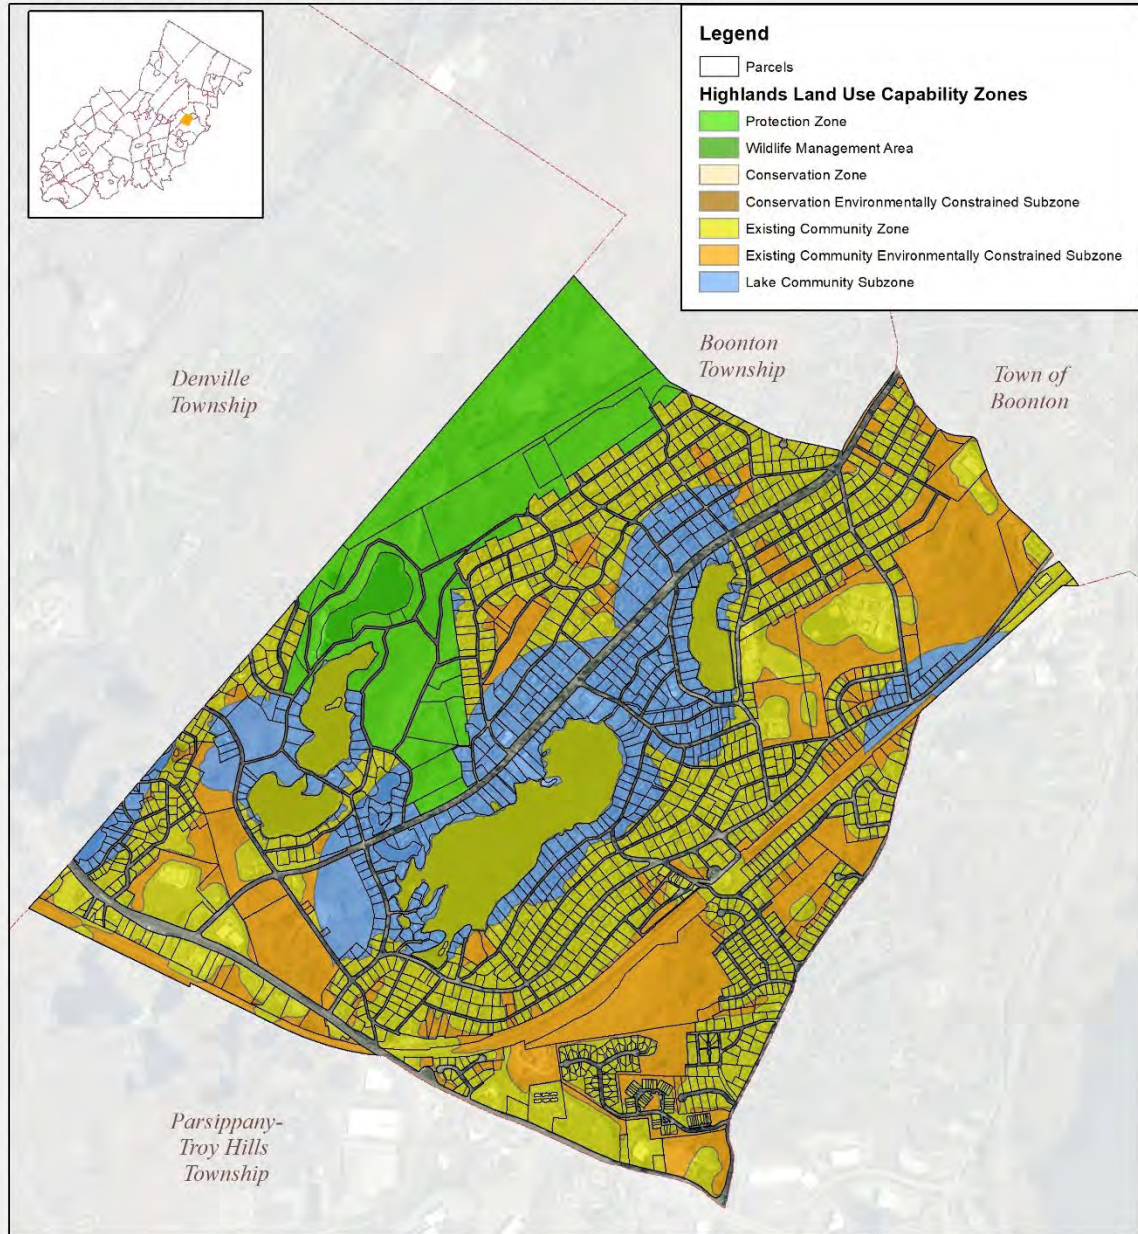 Legend
Parcels
Highlands Land Use Capability Zones
Protection Zone
Wildlife Management Area
Conservation Zone
Conservation Environmentally Constrained Subzone
Existing Community Zone
Existing Community Environmentally Constrained Subzone
Lake Community Subzone
Boonton
Township
Denville
Township
Town of
Boonton
Parsippany-
Troy Hills
Township